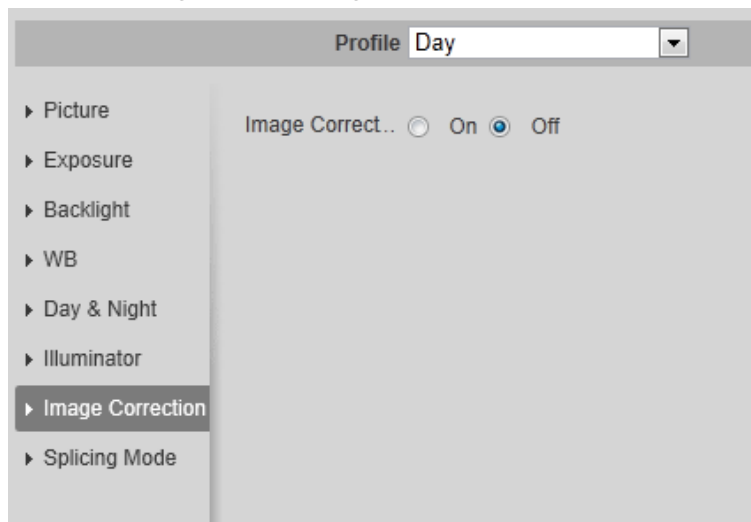 Profile Day
Picture
Image Correct.. On Off
Exposure
Backlight
WB
Day & Night
Illuminator
Image Correction
Splicing Mode